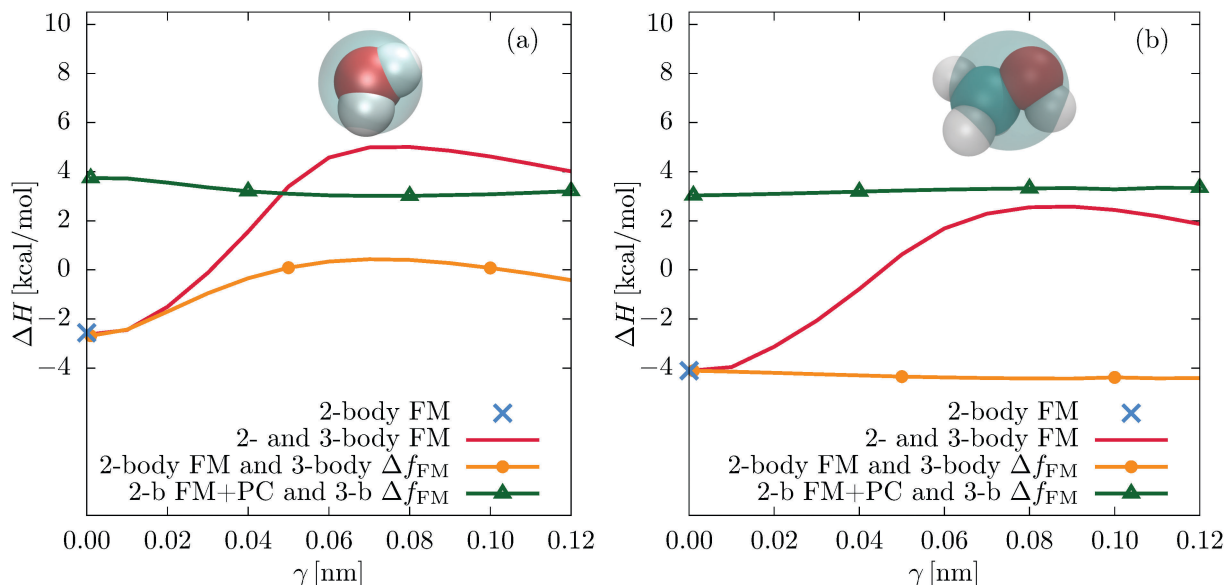 10
8
6
4
2
0
−2
−4
ΔH [kcal/mol]
(a)
2-body FM
2- and 3-body FM
2-body FM and 3-body Δf_FM
2-b FM+PC and 3-b Δf_FM
0.00 0.02 0.04 0.06 0.08 0.10 0.12
γ [nm]
10
8
6
4
2
0
−2
−4
ΔH [kcal/mol]
(b)
2-body FM
2- and 3-body FM
2-body FM and 3-body Δf_FM
2-b FM+PC and 3-b Δf_FM
0.00 0.02 0.04 0.06 0.08 0.10 0.12
γ [nm]